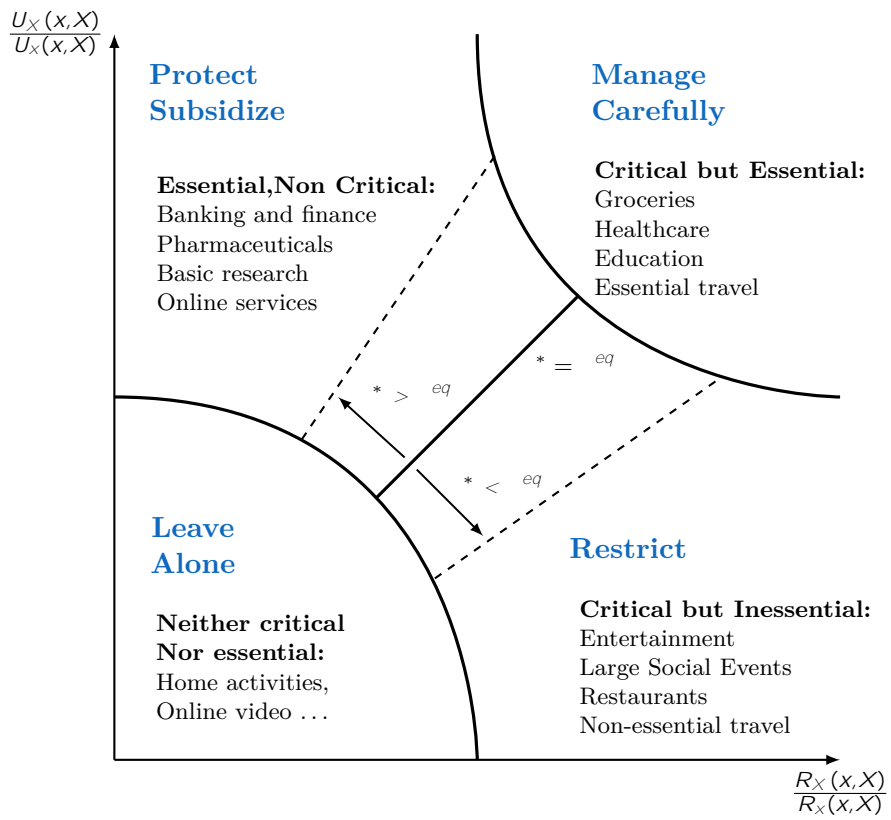 U_X(x,X)
U_x(x,X)
Protect
Subsidize
Manage
Carefully
Essential,Non Critical:
Banking and finance
Pharmaceuticals
Basic research
Online services
Critical but Essential:
Groceries
Healthcare
Education
Essential travel
* = eq
* > eq
* < eq
Leave
Alone
Restrict
Neither critical
Nor essential:
Home activities,
Online video ...
Critical but Inessential:
Entertainment
Large Social Events
Restaurants
Non-essential travel
R_X(x,X)
R_x(x,X)